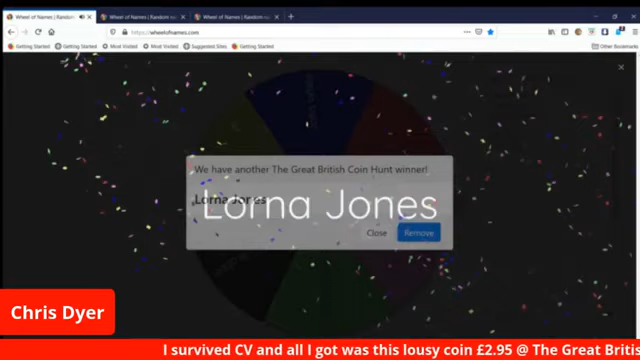 Wheel of Names | Random na
Wheel of Names | Random na
Wheel of Names | Random na
https://wheelofnames.com
Getting Started
Getting Started
Most Visited
Most Visited
Suggested Sites
Getting Started
Other Bookmarks
We have another The Great British Coin Hunt winner!
Lorna Jones
Lorna Jones
Close
Remove
Chris Dyer
I survived CV and all I got was this lousy coin £2.95 @ The Great Britis